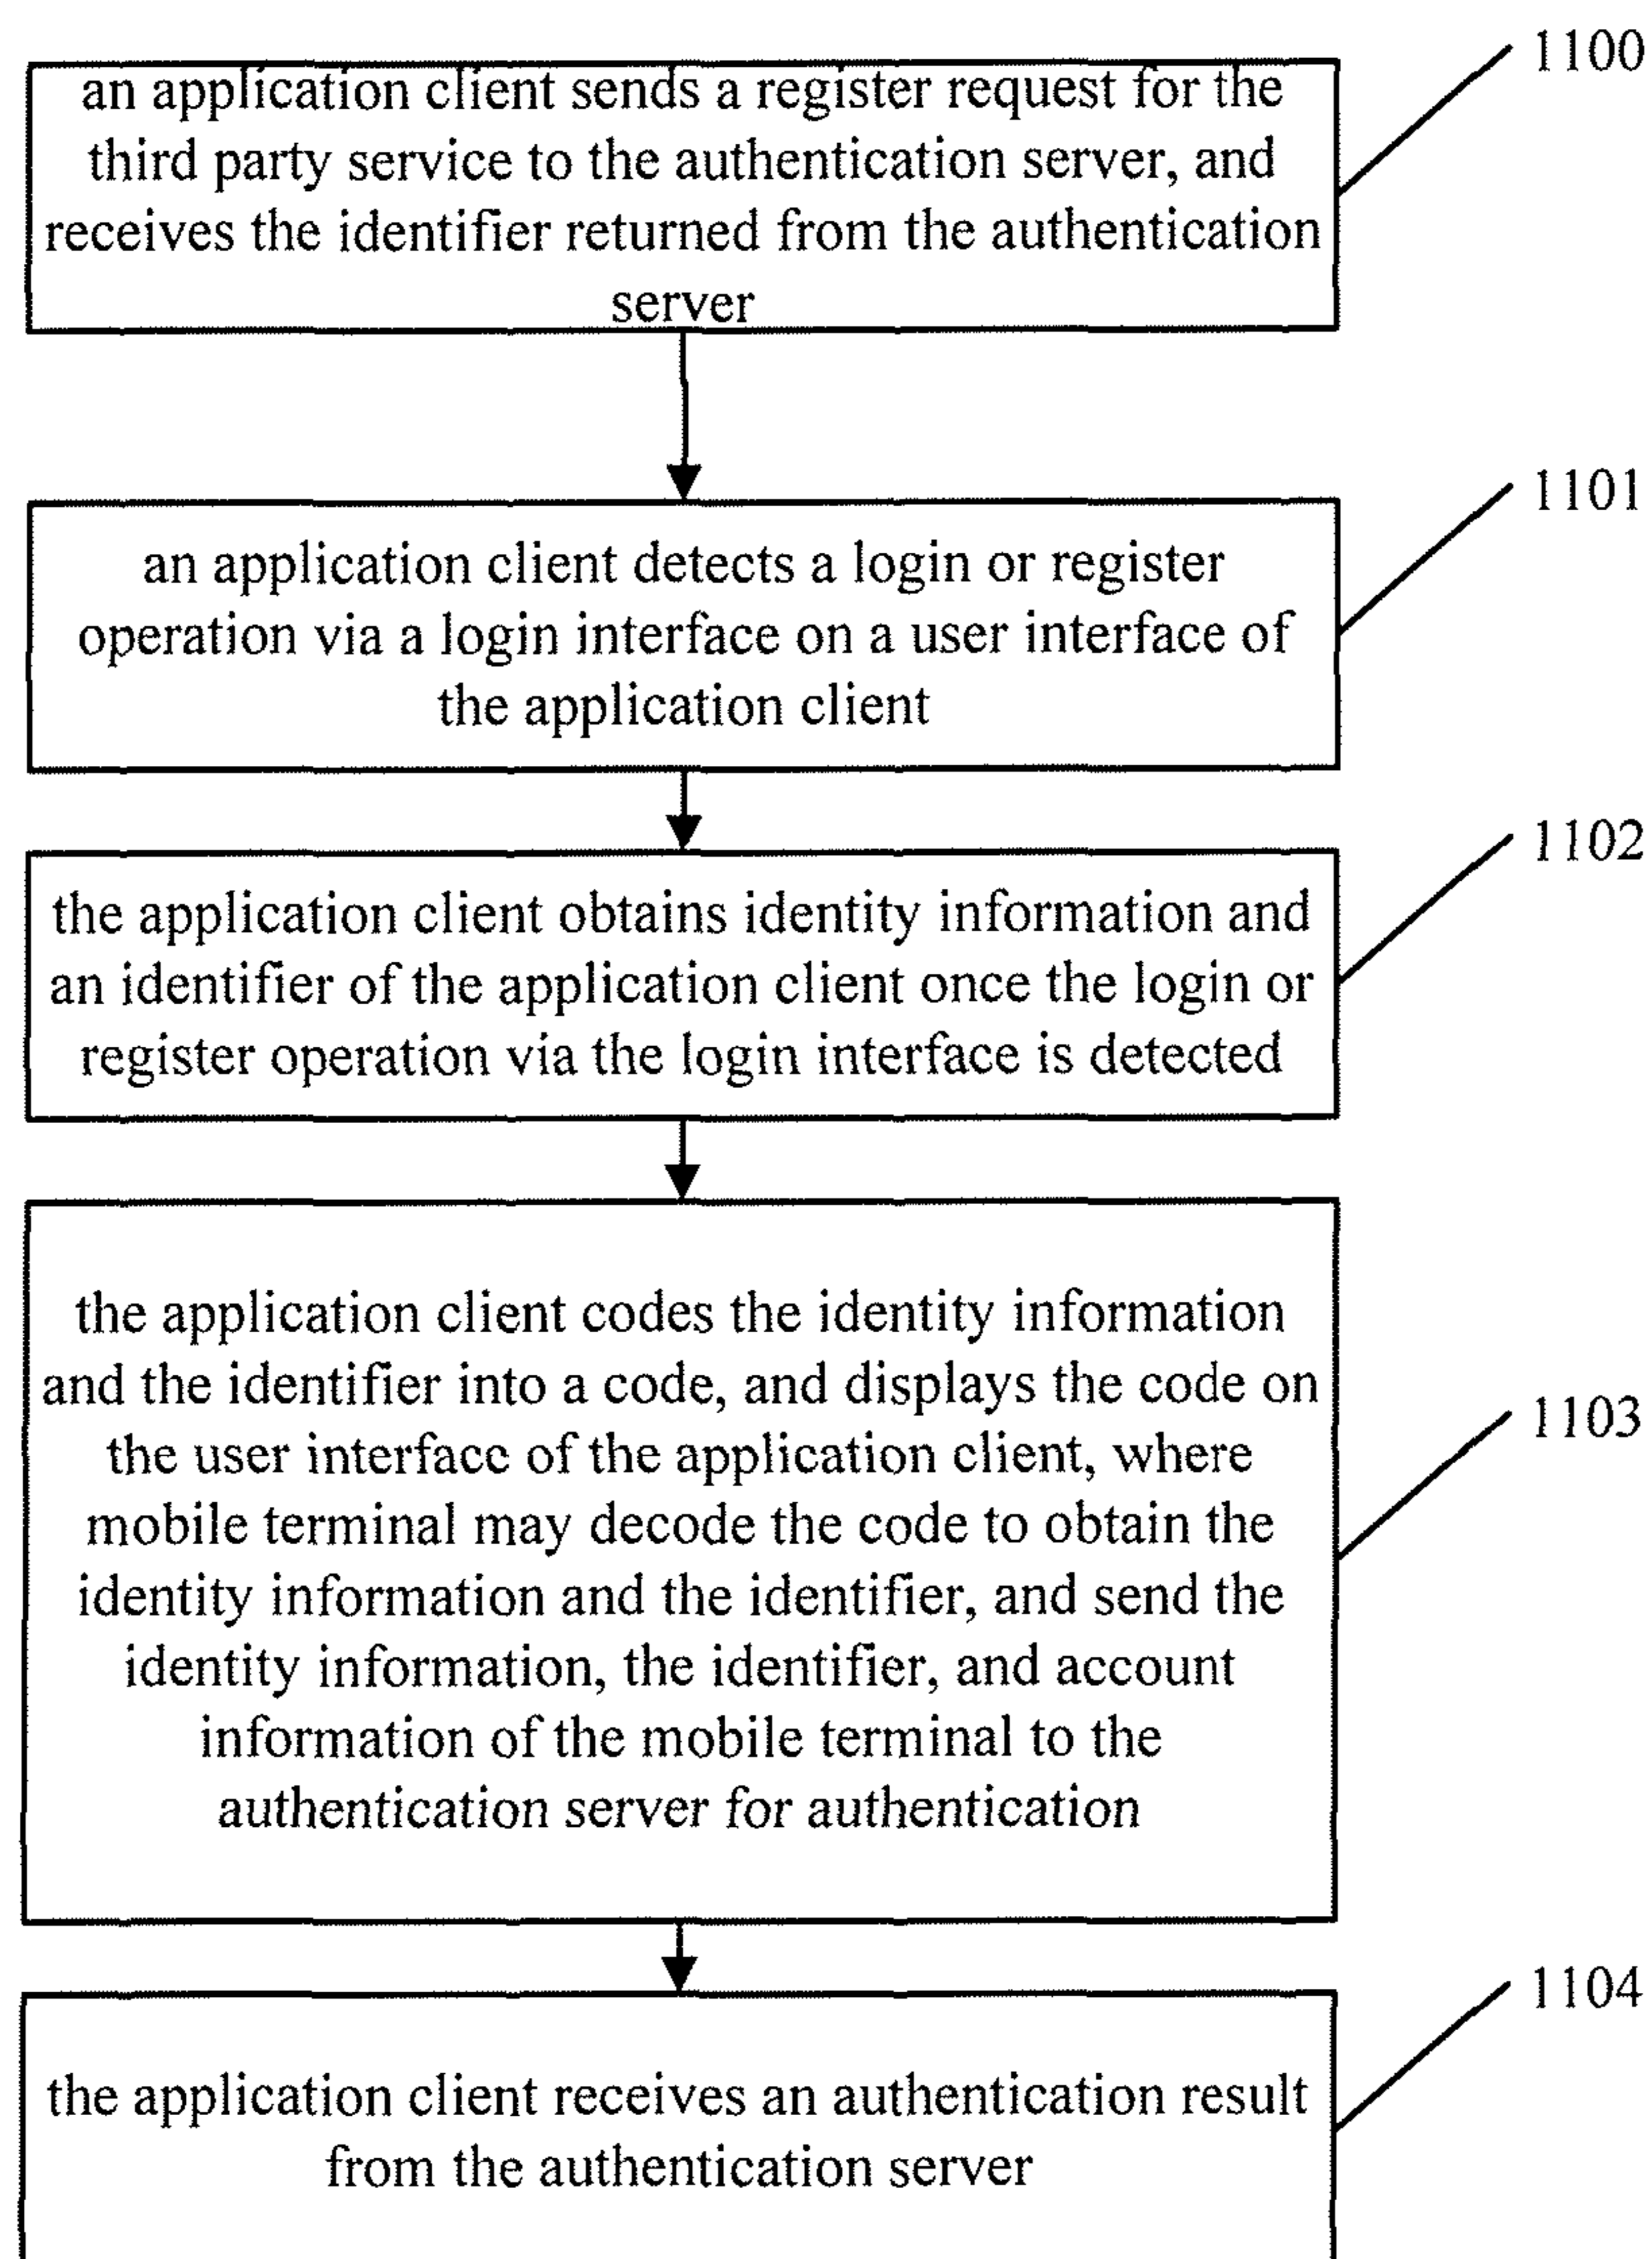 1100
an application client sends a register request for the
third party service to the authentication server, and
receives the identifier returned from the authentication
server
1101
an application client detects a login or register
operation via a login interface on a user interface of
the application client
1102
the application client obtains identity information and
an identifier of the application client once the login or
register operation via the login interface is detected
the application client codes the identity information
and the identifier into a code, and displays the code on
the user interface of the application client, where
mobile terminal may decode the code to obtain the
identity information and the identifier, and send the
identity information, the identifier, and account
information of the mobile terminal to the
authentication server for authentication
1103
1104
the application client receives an authentication result
from the authentication server